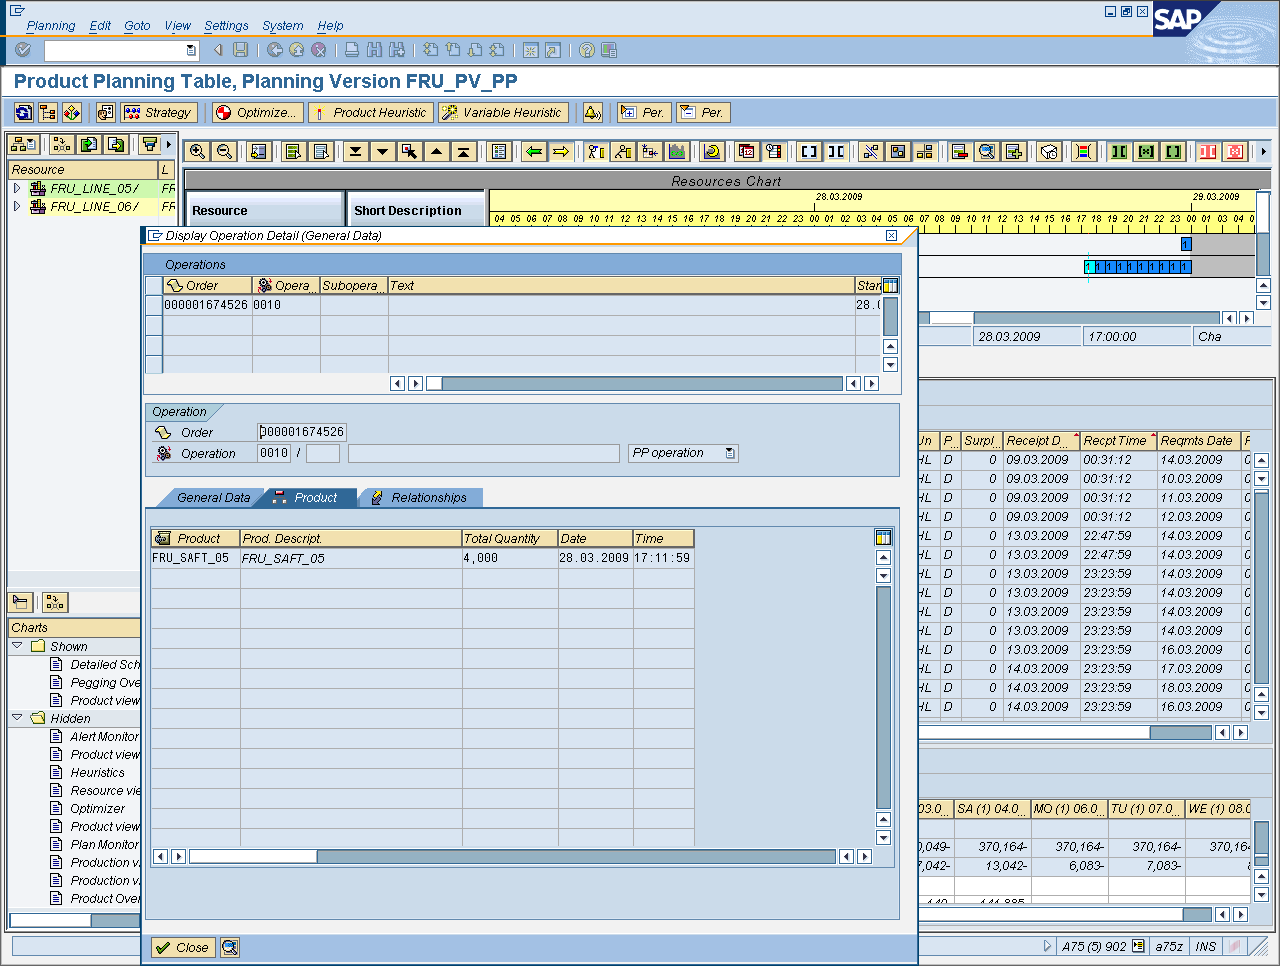 Planning Edit Goto View Settings System Help
SAP
Product Planning Table, Planning Version FRU_PV_PP
Strategy Optimize... Product Heuristic Variable Heuristic Per. Per.
Resource L
FRU_LINE_05/ FF
FRU_LINE_06/ FF
Resources Chart
28.03.2009 29.03.2009
Resource Short Description
04 05 06 07 08 09 10 11 12 13 14 15 16 17 18 19 20 21 22 23 00 01 02 03 04 05 06 07 08 09 10 11 12 13 14 15 16 17 18 19 20 21 22 23 00 01 02 03 04
1
1 1 1 1 1 1 1 1 1 1
28.03.2009 17:00:00 Cha
Display Operation Detail (General Data)
Operations
Order Opera... Subopera... Text Star
000001674526 0010 28.0
Operation
Order 000001674526
Operation 0010 / PP operation
General Data Product Relationships
Product Prod. Descript. Total Quantity Date Time
FRU_SAFT_05 FRU_SAFT_05 4,000 28.03.2009 17:11:59
Close
Un P... Surpl... Receipt D... Recpt Time Reqmts Date
HL D 0 09.03.2009 00:31:12 14.03.2009
HL D 0 09.03.2009 00:31:12 10.03.2009
HL D 0 09.03.2009 00:31:12 11.03.2009
HL D 0 09.03.2009 00:31:12 12.03.2009
HL D 0 13.03.2009 22:47:59 14.03.2009
HL D 0 13.03.2009 22:47:59 14.03.2009
HL D 0 13.03.2009 23:23:59 14.03.2009
HL D 0 13.03.2009 23:23:59 14.03.2009
HL D 0 13.03.2009 23:23:59 14.03.2009
HL D 0 13.03.2009 23:23:59 14.03.2009
HL D 0 13.03.2009 23:23:59 16.03.2009
HL D 0 14.03.2009 23:23:59 17.03.2009
HL D 0 14.03.2009 23:23:59 18.03.2009
HL D 0 14.03.2009 23:23:59 16.03.2009
03.0... SA (1) 04.0... MO (1) 06.0... TU (1) 07.0... WE (1) 08.0
0,049- 370,164- 370,164- 370,164- 370,164
7,042- 13,042- 6,083- 7,083-
Charts
Shown
Detailed Sch
Pegging Ove
Product view
Hidden
Alert Monitor
Product view
Heuristics
Resource vie
Optimizer
Product view
Plan Monitor
Production v.
Production v.
Product Over
A75 (5) 902 a75z INS